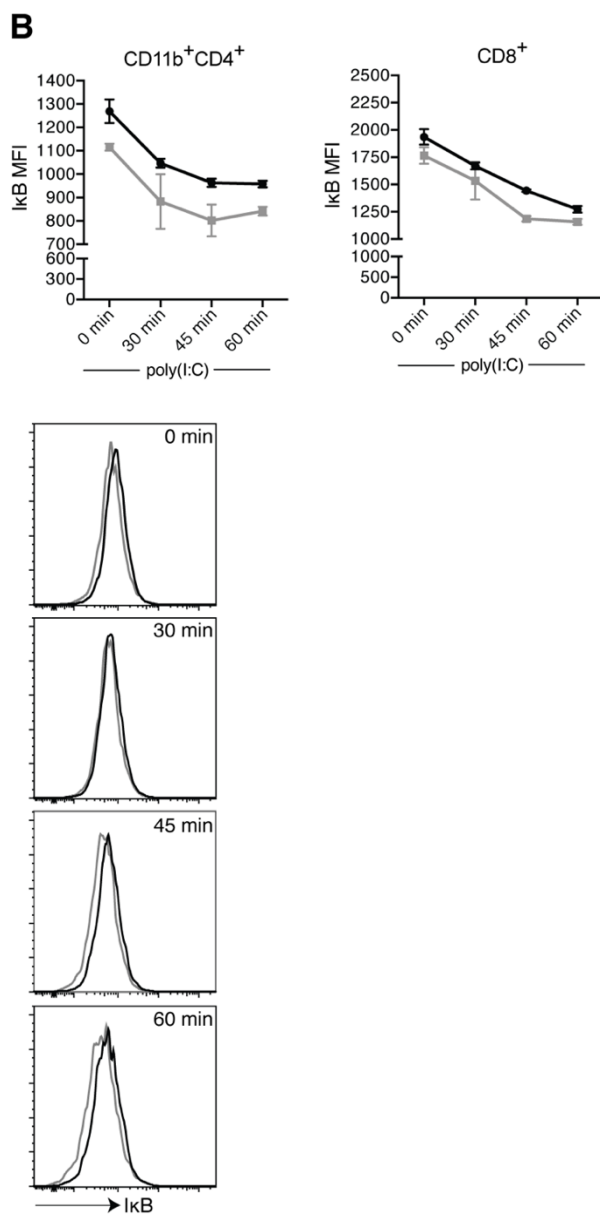 B
CD11b+CD4+
IκB MFI
1400
1300
1200
1100
1000
900
800
700
600
300
0
0 min
30 min
45 min
60 min
poly(I:C)
CD8+
IκB MFI
2500
2250
2000
1750
1500
1250
1000
1000
500
0
0 min
30 min
45 min
60 min
poly(I:C)
0 min
30 min
45 min
60 min
IκB